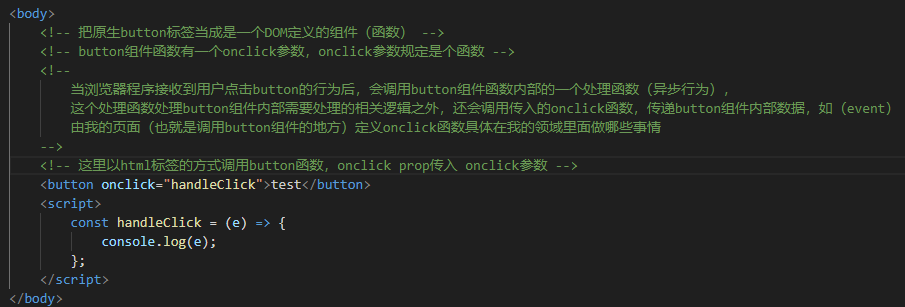 <body>
<!-- 把原生button标签当成是一个DOM定义的组件（函数） -->
<!-- button组件函数有一个onclick参数，onclick参数规定是个函数 -->
<!--
当浏览器程序接收到用户点击button的行为后，会调用button组件函数内部的一个处理函数（异步行为），
这个处理函数处理button组件内部需要处理的相关逻辑之外，还会调用传入的onclick函数，传递button组件内部数据，如（event）
由我的页面（也就是调用button组件的地方）定义onclick函数具体在我的领域里面做哪些事情
-->
<!-- 这里以html标签的方式调用button函数，onclick prop传入 onclick参数 -->
<button onclick="handleClick">test</button>
<script>
const handleClick = (e) => {
console.log(e);
};
</script>
</body>